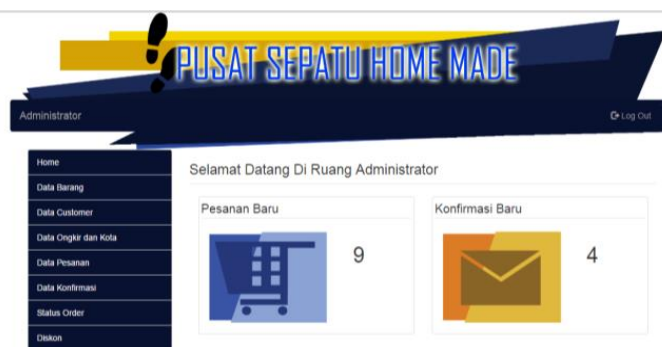 PUSAT SEPATU HOME MADE
Administrator
Log Out
Home
Data Barang
Data Customer
Data Ongkir dan Kota
Data Pesanan
Data Konfirmasi
Status Order
Diskon
Selamat Datang Di Ruang Administrator
Pesanan Baru
9
Konfirmasi Baru
4